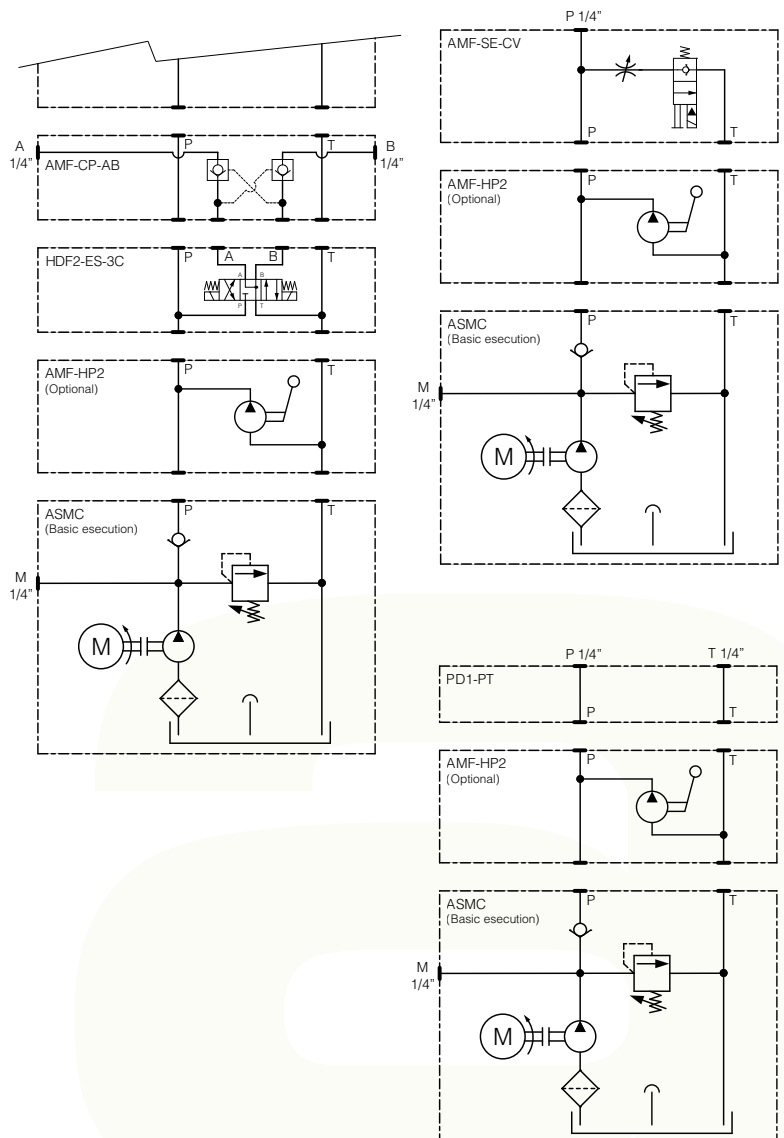 A
1/4”
AMF-CP-AB
P
T
B
1/4”
HDF2-ES-3C
P
A
B
T
A B
P T
AMF-HP2
(Optional)
P
T
ASMC
(Basic esecution)
P
T
M
1/4”
M
P 1/4”
AMF-SE-CV
P
T
AMF-HP2
(Optional)
P
T
ASMC
(Basic esecution)
P
T
M
1/4”
M
P 1/4”
T 1/4”
PD1-PT
P
T
AMF-HP2
(Optional)
P
T
ASMC
(Basic esecution)
P
T
M
1/4”
M